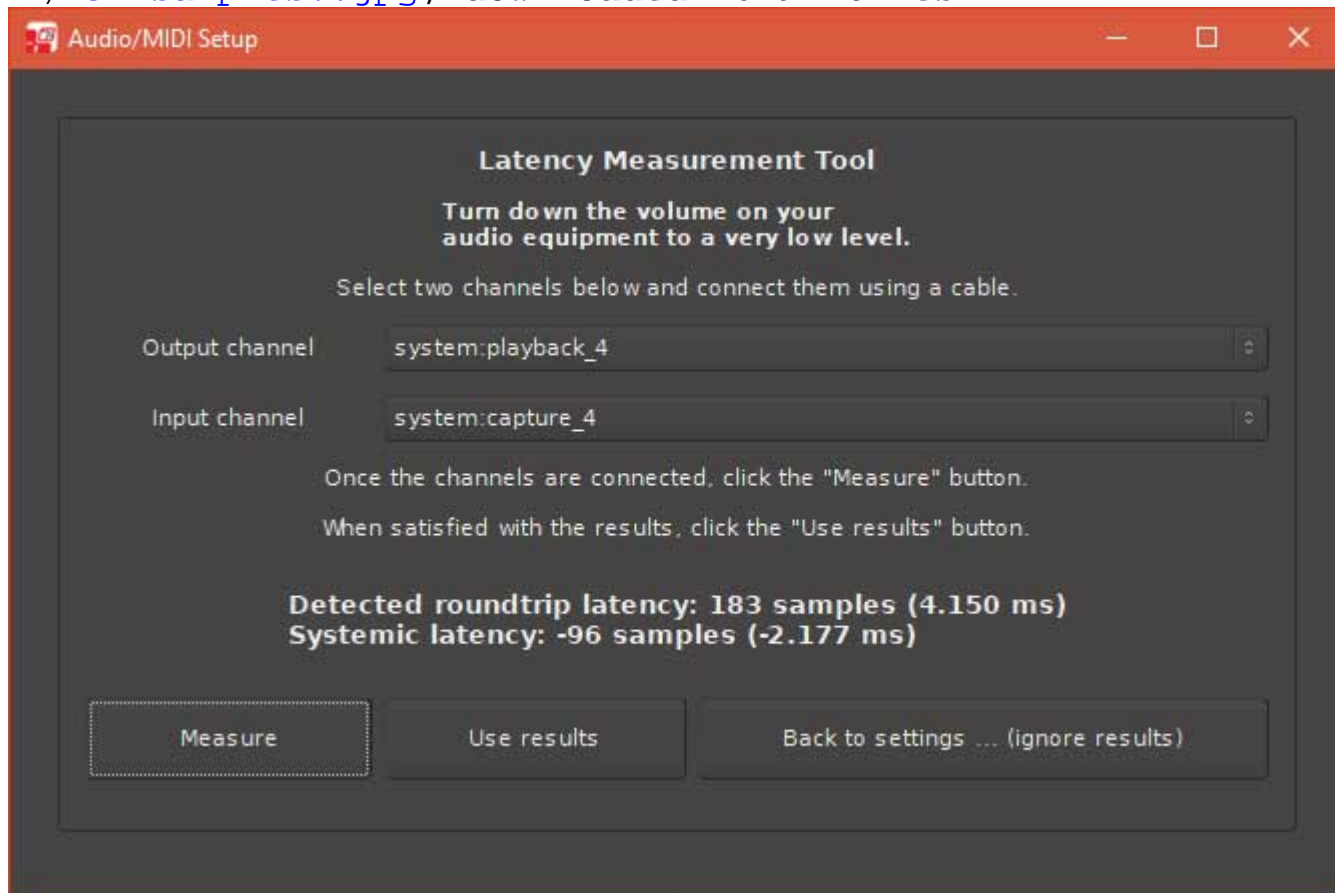 Audio/MIDI Setup
Latency Measurement Tool
Turn down the volume on your
audio equipment to a very low level.
Select two channels below and connect them using a cable.
Output channel system:playback_4
Input channel system:capture_4
Once the channels are connected, click the "Measure" button.
When satisfied with the results, click the "Use results" button.
Detected roundtrip latency: 183 samples (4.150 ms)
Systemic latency: -96 samples (-2.177 ms)
Measure Use results Back to settings ... (ignore results)